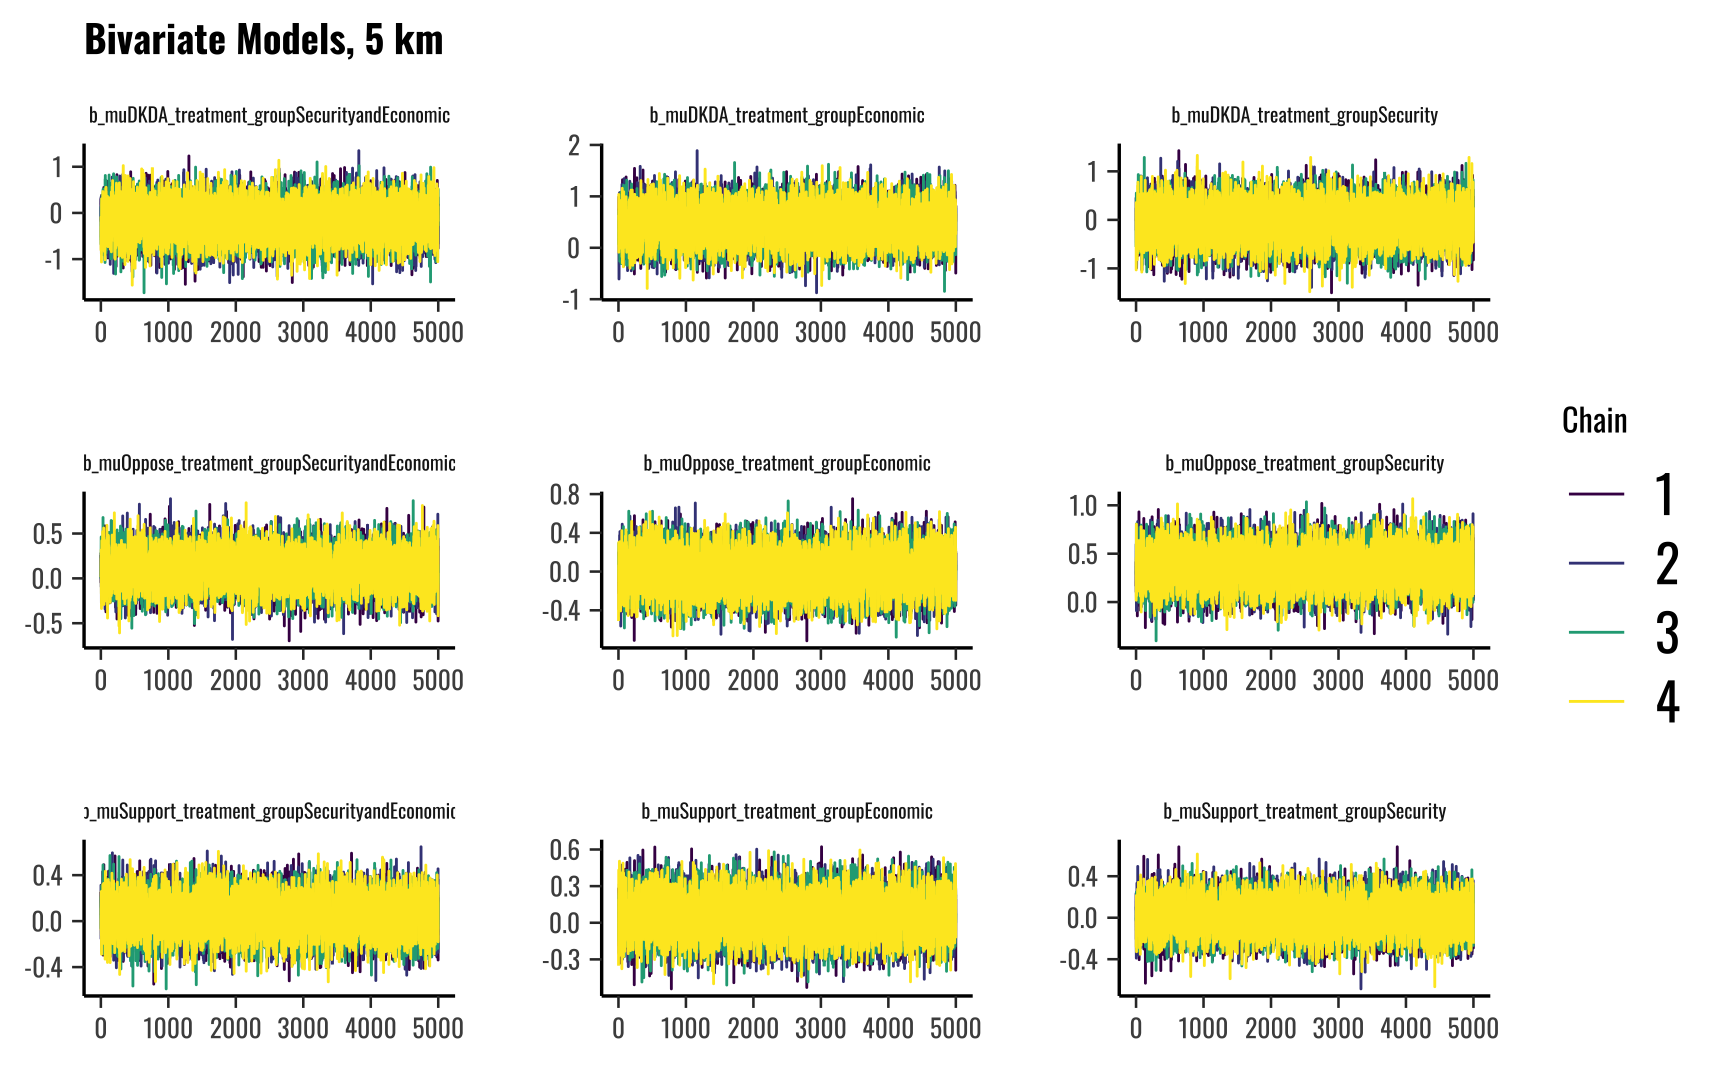 Bivariate Models, 5 km
b_muDKDA_treatment_groupSecurityandEconomic b_muDKDA_treatment_groupEconomic b_muDKDA_treatment_groupSecurity
1
0
-1
0 1000 2000 3000 4000 5000
2
1
0
-1
0 1000 2000 3000 4000 5000
1
0
-1
0 1000 2000 3000 4000 5000
b_muOppose_treatment_groupSecurityandEconomic b_muOppose_treatment_groupEconomic b_muOppose_treatment_groupSecurity
0.5
0.0
-0.5
0 1000 2000 3000 4000 5000
0.8
0.4
0.0
-0.4
0 1000 2000 3000 4000 5000
1.0
0.5
0.0
0 1000 2000 3000 4000 5000
b_muSupport_treatment_groupSecurityandEconomic b_muSupport_treatment_groupEconomic b_muSupport_treatment_groupSecurity
0.4
0.0
-0.4
0 1000 2000 3000 4000 5000
0.6
0.3
0.0
-0.3
0 1000 2000 3000 4000 5000
0.4
0.0
-0.4
0 1000 2000 3000 4000 5000
Chain
1
2
3
4